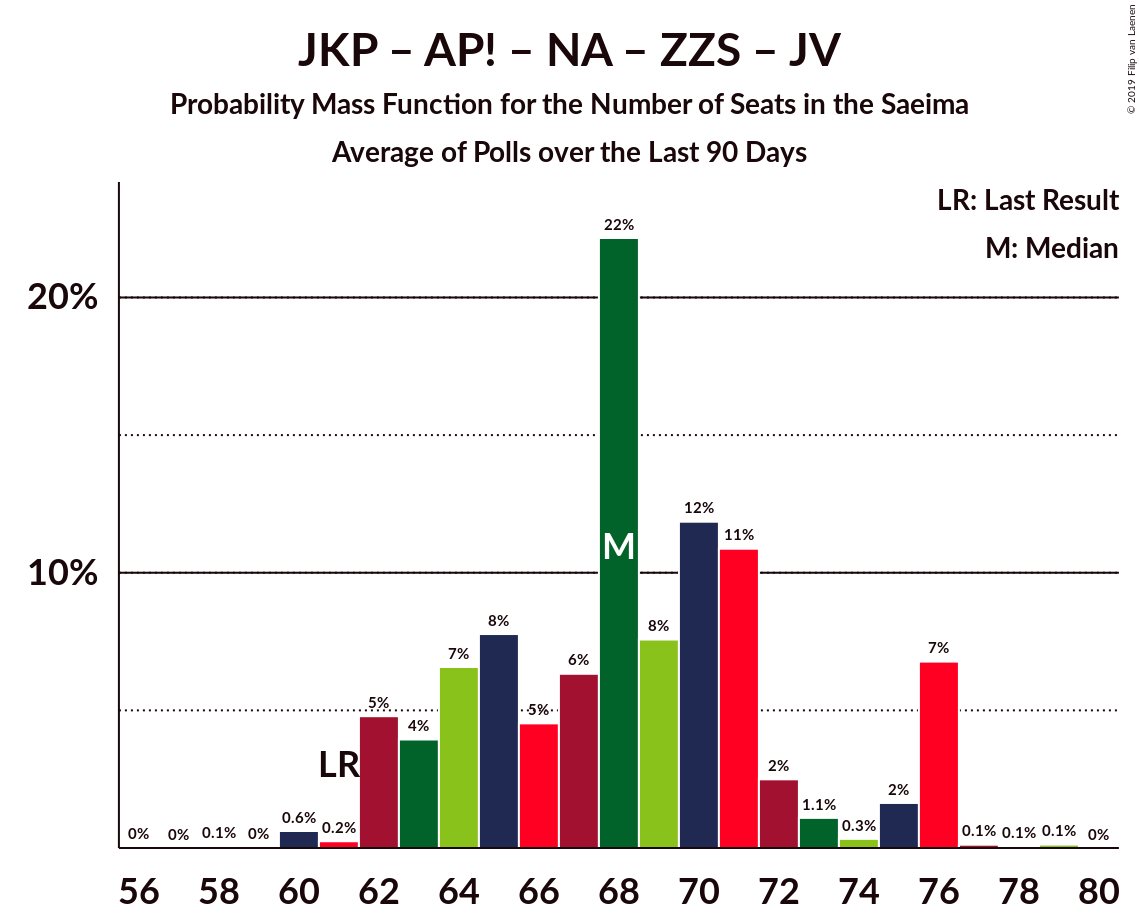 JKP – AP! – NA – ZZS – JV
Probability Mass Function for the Number of Seats in the Saeima
Average of Polls over the Last 90 Days
© 2019 Filip van Laenen
LR: Last Result
M: Median
20%
10%
0% 0% 0.1% 0% 0.6% 0.2% 5% 4% 7% 8% 5% 6% 22% 8% 12% 11% 2% 1.1% 0.3% 2% 7% 0.1% 0.1% 0.1% 0%
LR
M
56 58 60 62 64 66 68 70 72 74 76 78 80